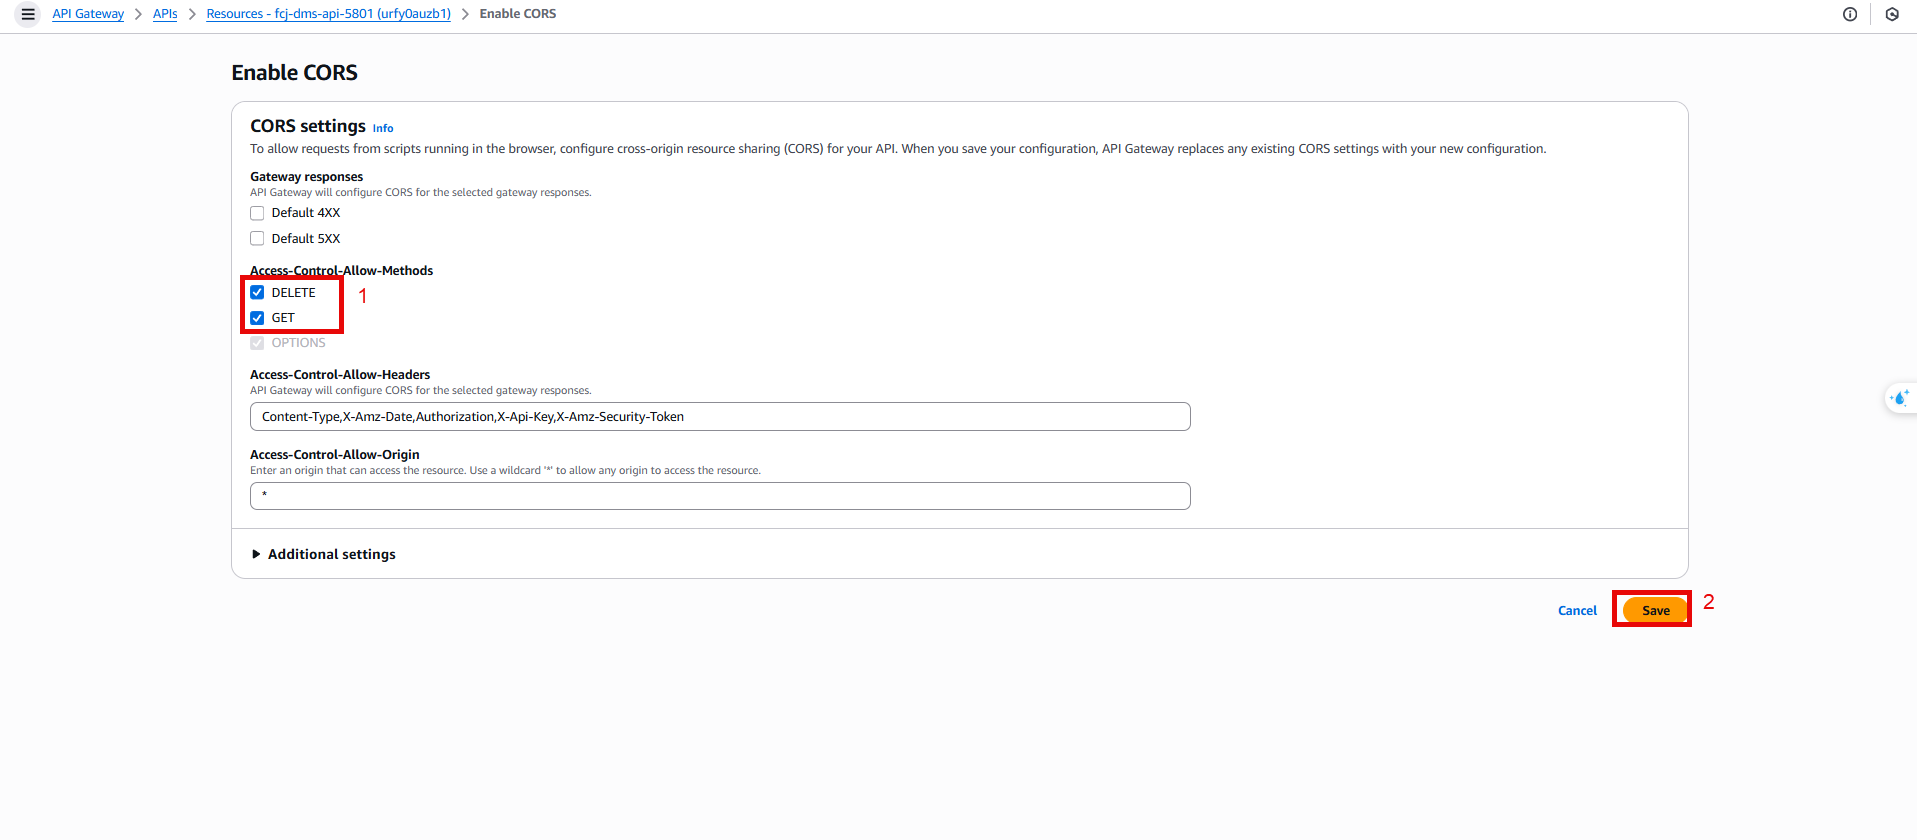 API Gateway > APIs > Resources - fcj-dms-api-5801 (urfy0auzb1) > Enable CORS
Enable CORS
CORS settings Info
To allow requests from scripts running in the browser, configure cross-origin resource sharing (CORS) for your API. When you save your configuration, API Gateway replaces any existing CORS settings with your new configuration.
Gateway responses
API Gateway will configure CORS for the selected gateway responses.
Default 4XX
Default 5XX
Access-Control-Allow-Methods
DELETE 1
GET
OPTIONS
Access-Control-Allow-Headers
API Gateway will configure CORS for the selected gateway responses.
Content-Type,X-Amz-Date,Authorization,X-Api-Key,X-Amz-Security-Token
Access-Control-Allow-Origin
Enter an origin that can access the resource. Use a wildcard '*' to allow any origin to access the resource.
*
Additional settings
Cancel Save 2